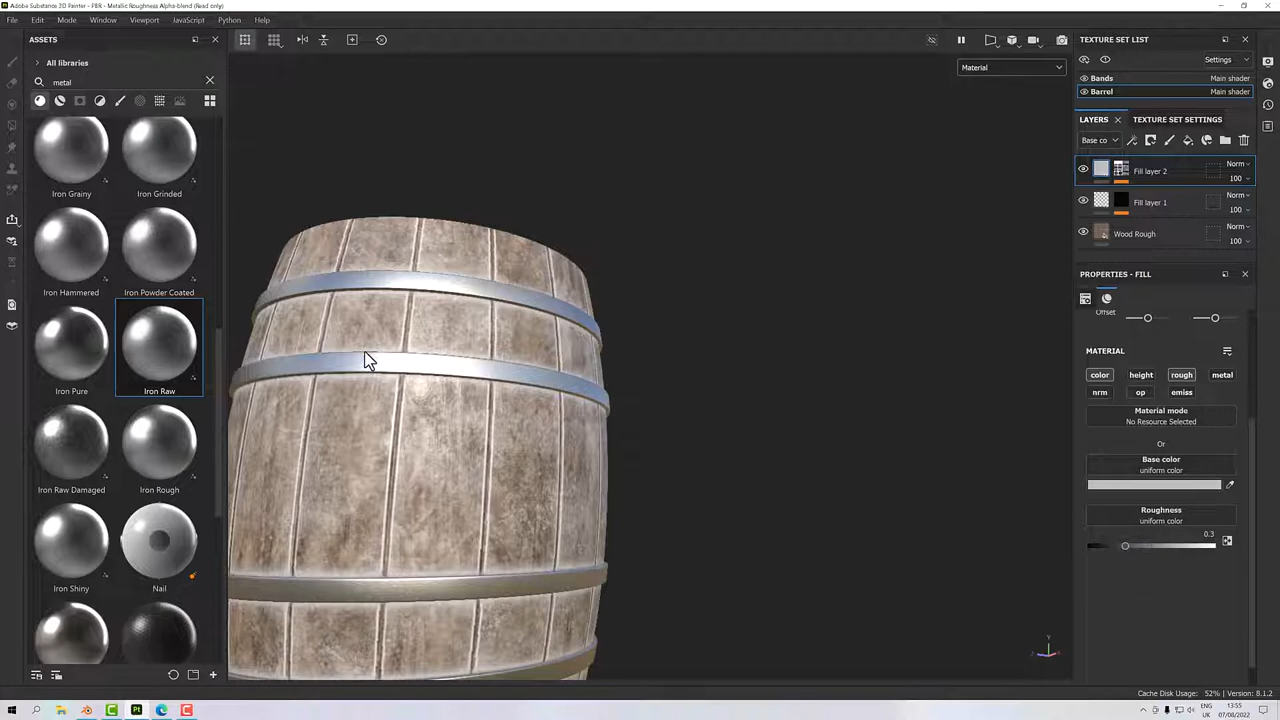 Adobe Substance 3D Painter - PBR - Metallic Roughness Alpha-blend (Read only)
File Edit Mode Window Viewport JavaScript Python Help
ASSETS
All libraries
metal
Iron Grainy Iron Grinded
Iron Hammered Iron Powder Coated
Iron Pure Iron Raw
Iron Raw Damaged Iron Rough
Iron Shiny Nail
Material
Y
TEXTURE SET LIST
Settings
Bands Main shader
Barrel Main shader
LAYERS TEXTURE SET SETTINGS
Base co
Fill layer 2 Norm 100
Fill layer 1 Norm 100
Wood Rough Norm 100
PROPERTIES - FILL
Offset
MATERIAL
color height rough metal
nrm op emiss
Material mode
No Resource Selected
Or
Base color
uniform color
Roughness
uniform color
0.3
Cache Disk Usage: 52% | Version: 8.1.2
Pt
ENG
UK
13:55
07/08/2022